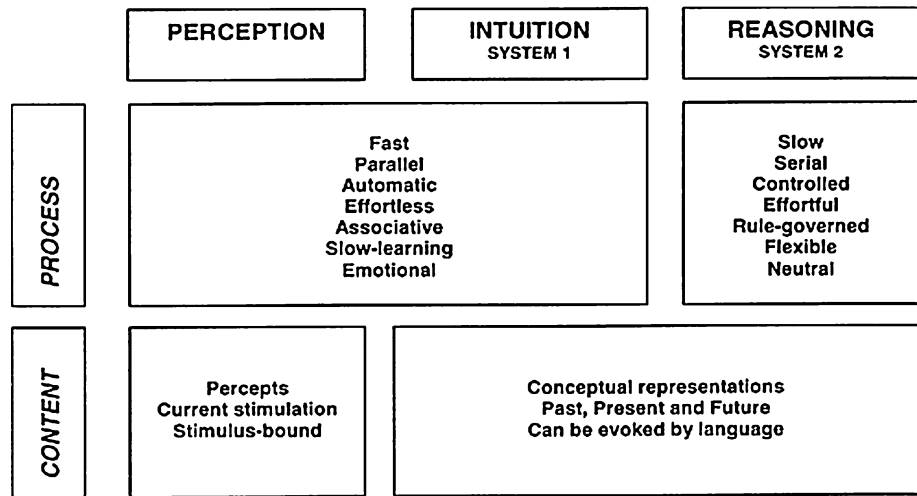 PERCEPTION
INTUITION
SYSTEM 1
REASONING
SYSTEM 2
PROCESS
Fast
Parallel
Automatic
Effortless
Associative
Slow-learning
Emotional
Slow
Serial
Controlled
Effortful
Rule-governed
Flexible
Neutral
CONTENT
Percepts
Current stimulation
Stimulus-bound
Conceptual representations
Past, Present and Future
Can be evoked by language